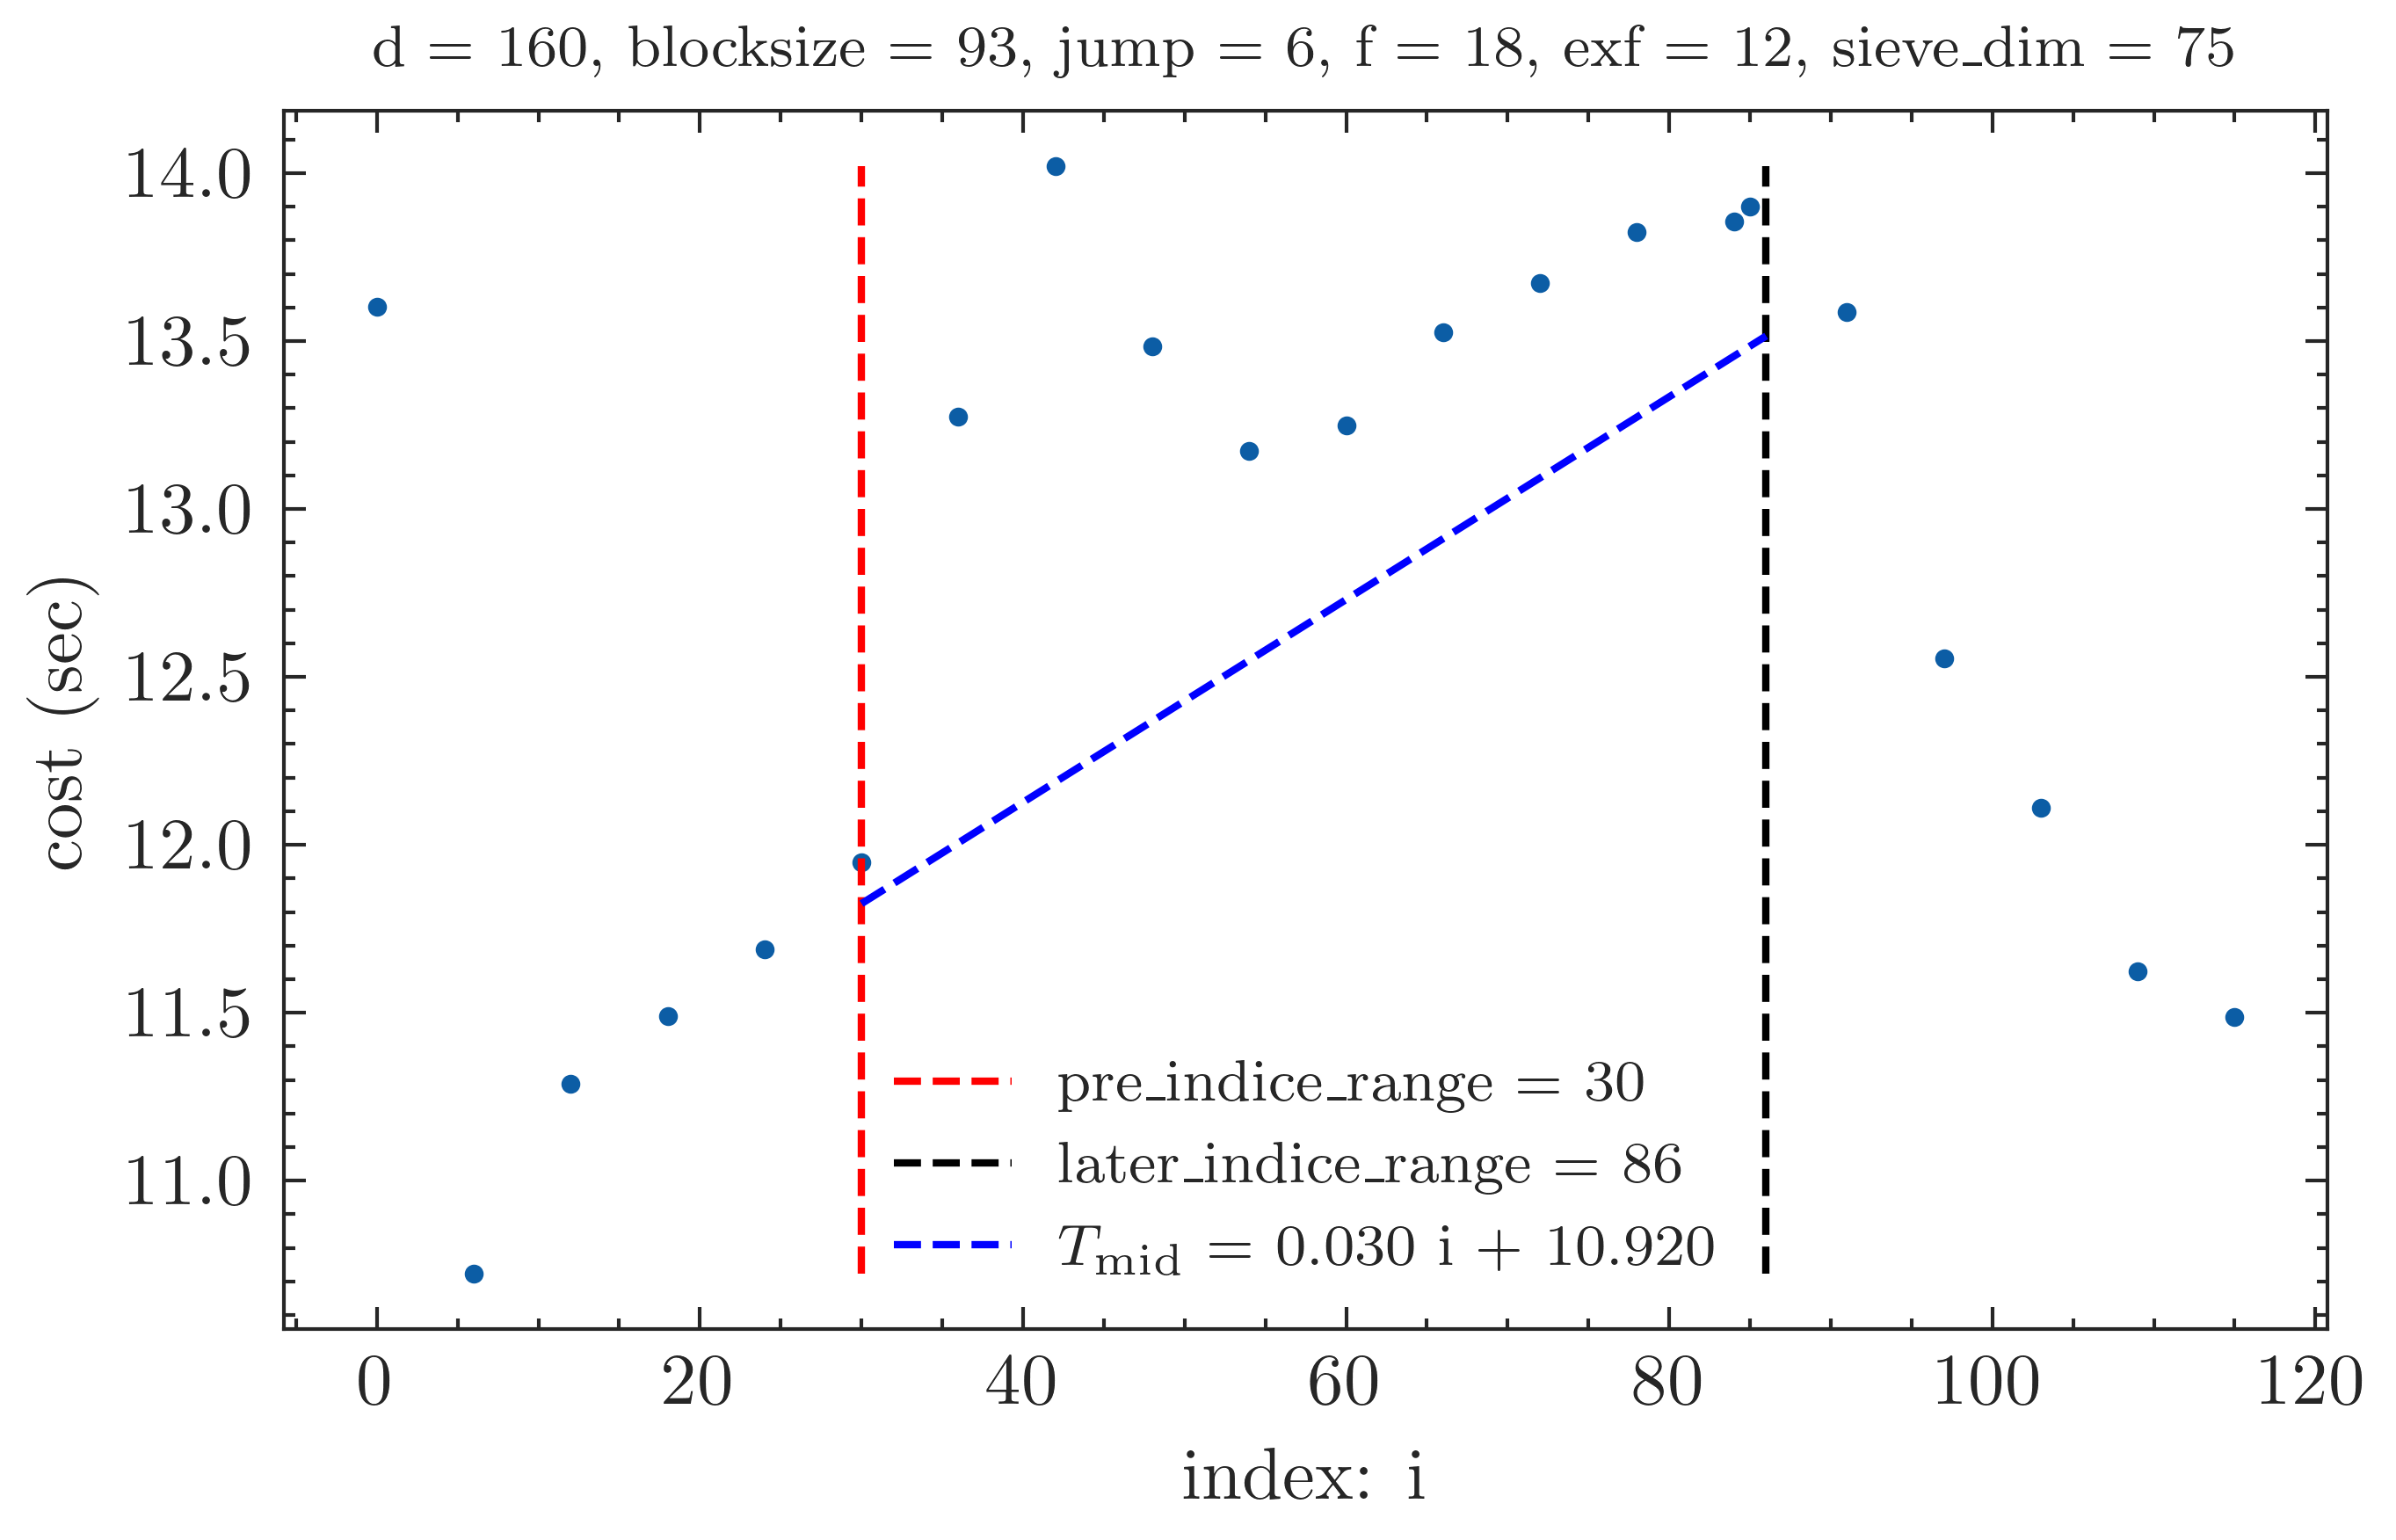 d = 160, blocksize = 93, jump = 6, f = 18, exf = 12, sieve_dim = 75
14.0
13.5
13.0
12.5
12.0
11.5
11.0
cost (sec)
pre_indice_range = 30
later_indice_range = 86
T_mid = 0.030 i + 10.920
0 20 40 60 80 100 120
index: i